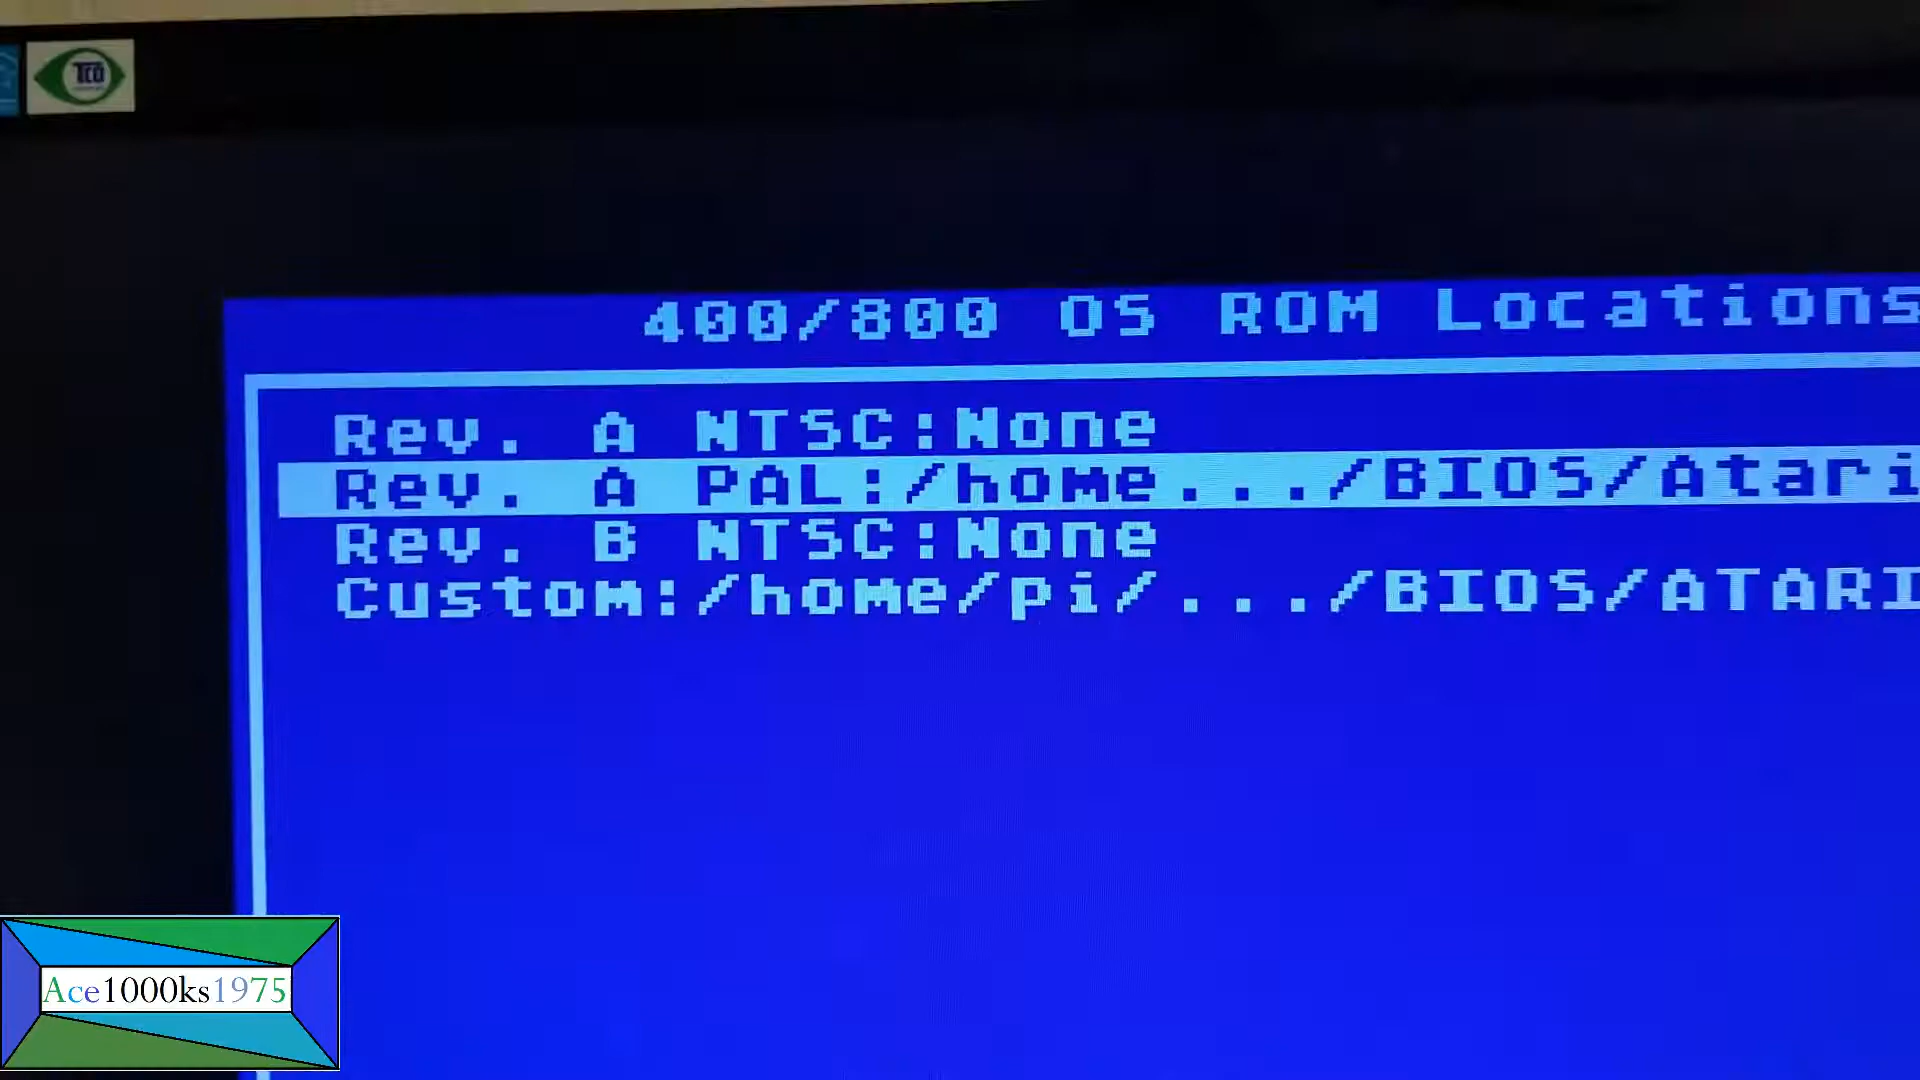 TCO
400/800 OS ROM Locations
Rev. A NTSC:None
Rev. A PAL:/home.../BIOS/Atari
Rev. B NTSC:None
Custom:/home/pi/.../BIOS/ATARI
Ace1000ks1975